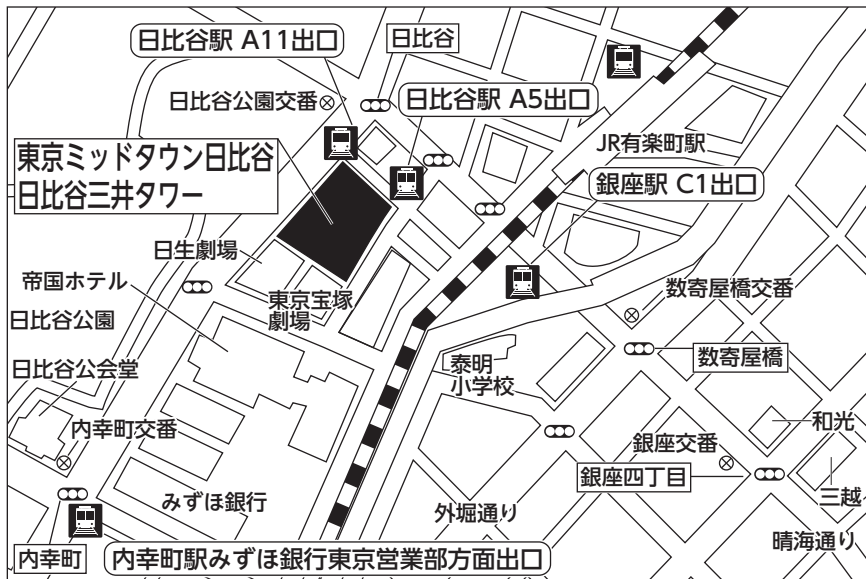 日比谷駅 A11出口
日比谷
日比谷公園交番
日比谷駅 A5出口
東京ミッドタウン日比谷
日比谷三井タワー
JR有楽町駅
銀座駅 C1出口
日生劇場
帝国ホテル
東京宝塚
劇場
日比谷公園
数寄屋橋交番
数寄屋橋
日比谷公会堂
泰明
小学校
内幸町交番
和光
銀座交番
銀座四丁目
三越
みずほ銀行
外堀通り
晴海通り
内幸町
内幸町駅みずほ銀行東京営業部方面出口